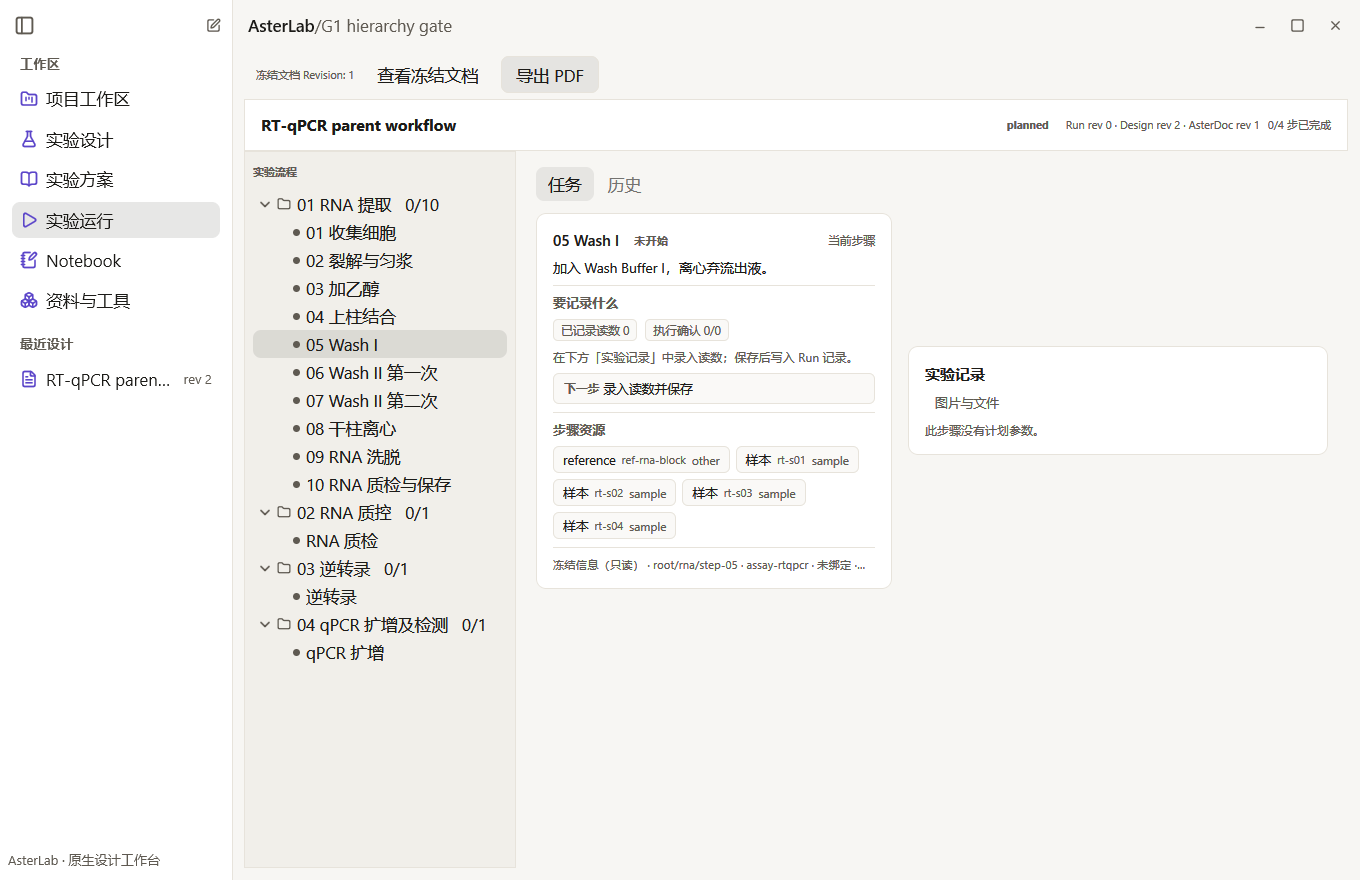 AsterLab/G1 hierarchy gate
工作区
项目工作区
实验设计
实验方案
实验运行
Notebook
资料与工具
最近设计
RT-qPCR paren... rev 2
AsterLab · 原生设计工作台
冻结文档 Revision: 1 查看冻结文档 导出 PDF
RT-qPCR parent workflow planned Run rev 0 · Design rev 2 · AsterDoc rev 1 0/4 步已完成
实验流程
01 RNA 提取 0/10
01 收集细胞
02 裂解与匀浆
03 加乙醇
04 上柱结合
05 Wash I
06 Wash II 第一次
07 Wash II 第二次
08 干柱离心
09 RNA 洗脱
10 RNA 质检与保存
02 RNA 质控 0/1
RNA 质检
03 逆转录 0/1
逆转录
04 qPCR 扩增及检测 0/1
qPCR 扩增
任务 历史
05 Wash I 未开始 当前步骤
加入 Wash Buffer I，离心弃流出液。
要记录什么
已记录读数 0 执行确认 0/0
在下方「实验记录」中录入读数；保存后写入 Run 记录。
下一步 录入读数并保存
步骤资源
reference ref-rna-block other 样本 rt-s01 sample
样本 rt-s02 sample 样本 rt-s03 sample
样本 rt-s04 sample
冻结信息（只读） · root/rna/step-05 · assay-rtqpcr · 未绑定 ·...
实验记录
图片与文件
此步骤没有计划参数。